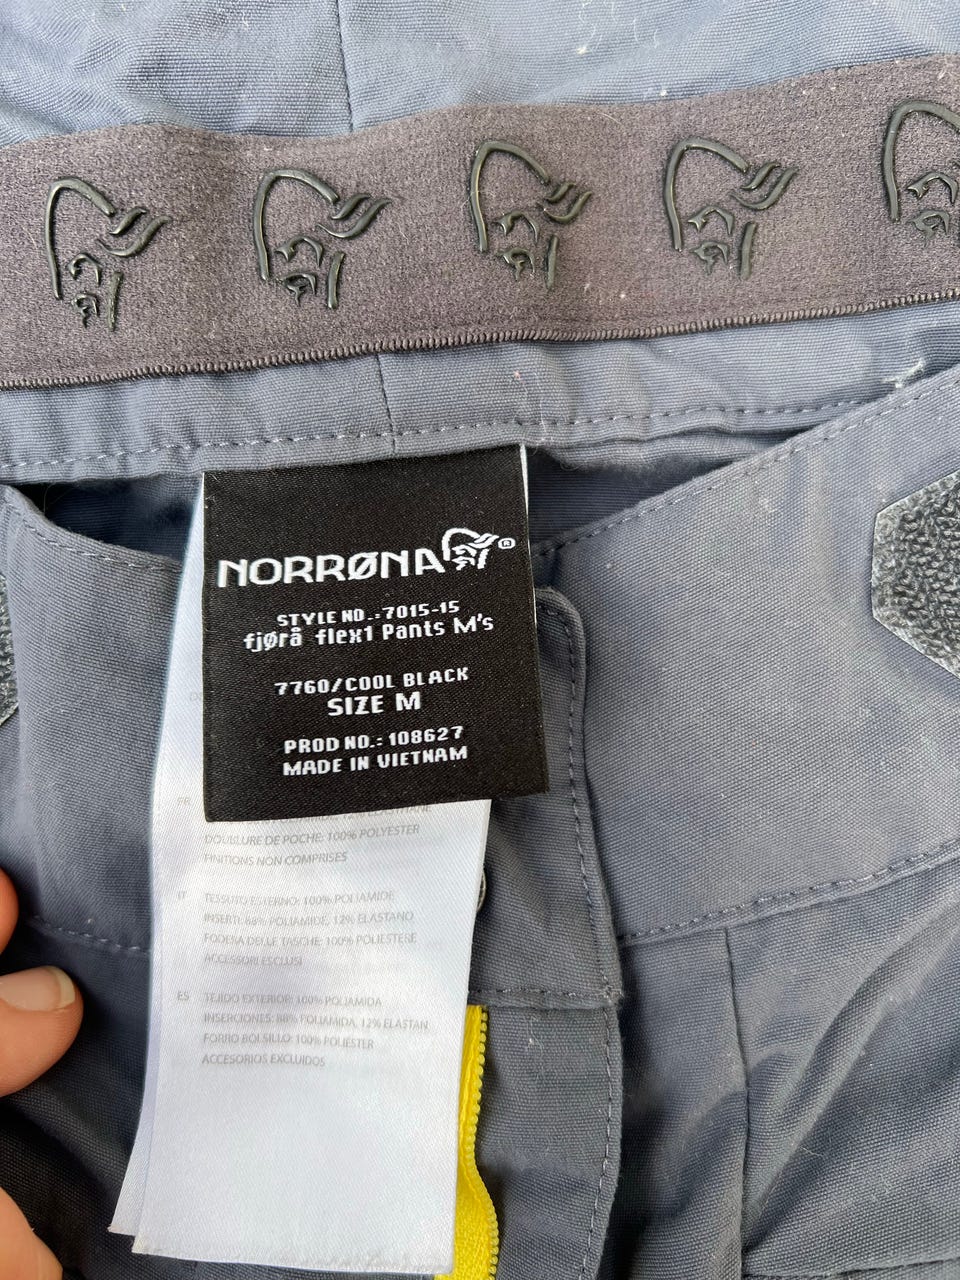 NORRØNA®
STYLE NO.:7015-15
fjørå flex1 Pants M's
7760/COOL BLACK
SIZE M
PROD NO.: 108627
MADE IN VIETNAM
FR
DOUBLURE DE POCHE: 100% POLYESTER
FINITIONS NON COMPRISES
IT TESSUTO ESTERNO: 100% POLIAMIDE
INSERTI: 88% POLIAMIDE, 12% ELASTANO
FODERA DELLE TASCHE: 100% POLIESTERE
ACCESSORI ESCLUSI
ES TEJIDO EXTERIOR: 100% POLIAMIDA
INSERCIONES: 88% POLIAMIDA, 12% ELASTAN
FORRO BOLSILLO: 100% POLIESTER
ACCESORIOS EXCLUIDOS